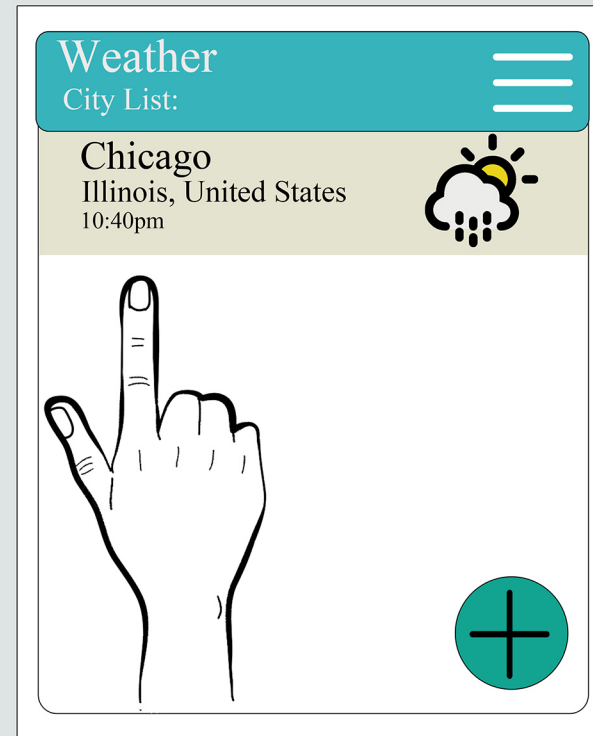 Weather
City List:
Chicago
Illinois, United States
10:40pm